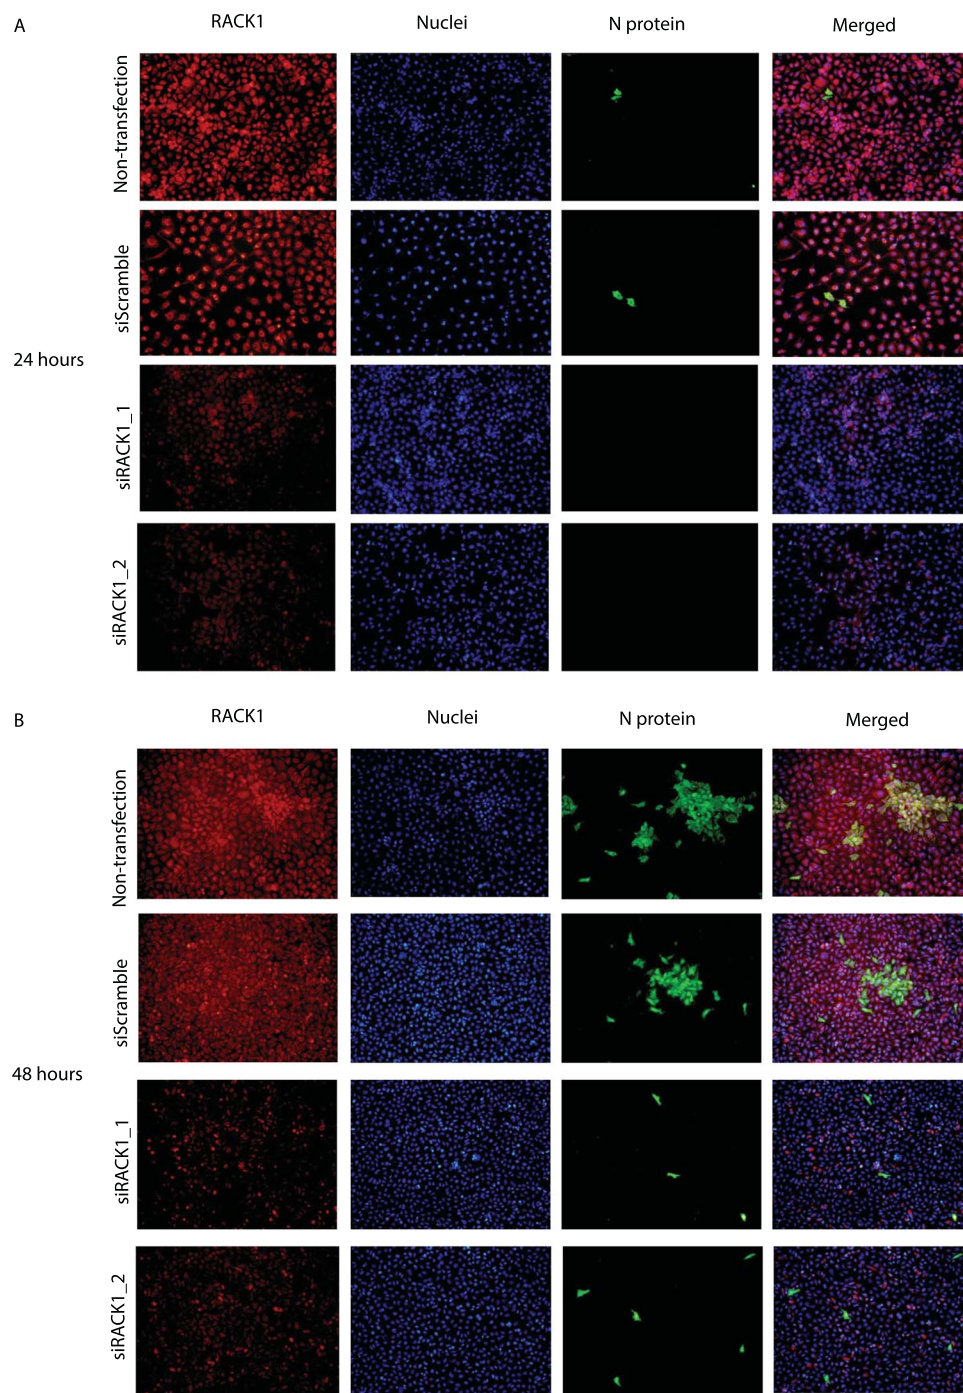 A
RACK1
Nuclei
N protein
Merged
Non-transfection
siScramble
24 hours
siRACK1_1
siRACK1_2
B
RACK1
Nuclei
N protein
Merged
Non-transfection
siScramble
48 hours
siRACK1_1
siRACK1_2